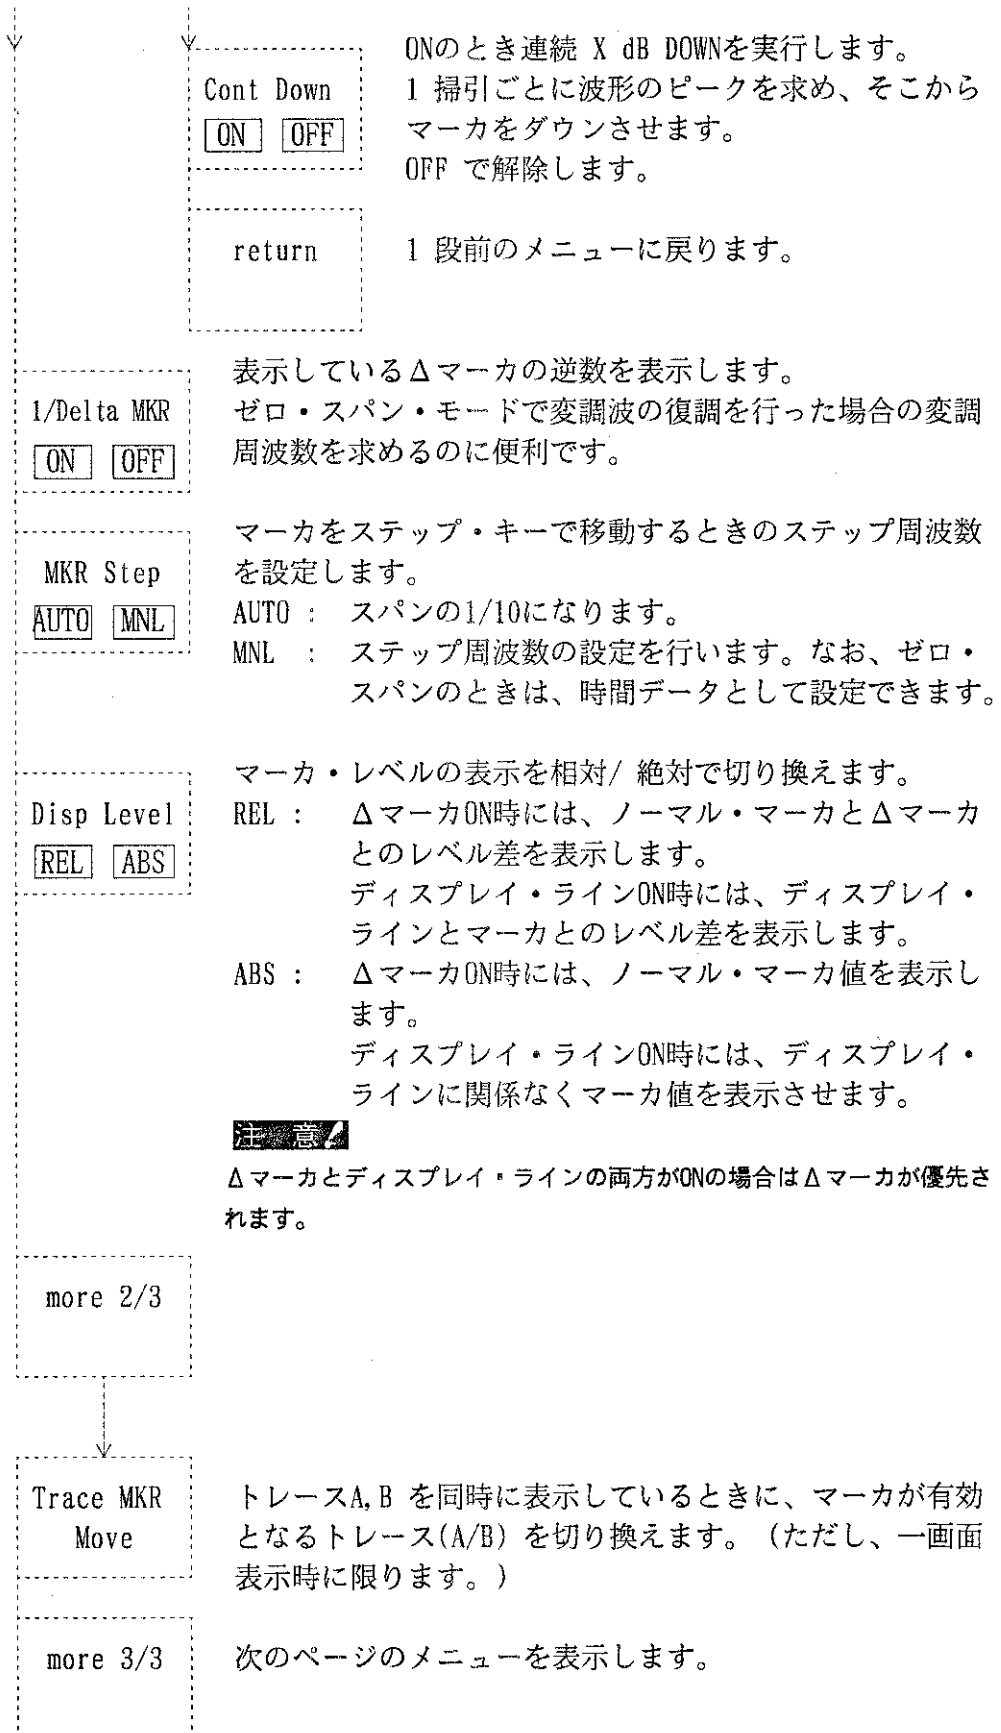 Cont Down
ON OFF
ONのとき連続 X dB DOWNを実行します。
1 掃引ごとに波形のピークを求め、そこから
マーカをダウンさせます。
OFF で解除します。
return
1 段前のメニューに戻ります。
1/Delta MKR
ON OFF
表示しているΔマーカの逆数を表示します。
ゼロ・スパン・モードで変調波の復調を行った場合の変調
周波数を求めるのに便利です。
MKR Step
AUTO MNL
マーカをステップ・キーで移動するときのステップ周波数
を設定します。
AUTO : スパンの1/10になります。
MNL : ステップ周波数の設定を行います。なお、ゼロ・
スパンのときは、時間データとして設定できます。
Disp Level
REL ABS
マーカ・レベルの表示を相対/ 絶対で切り換えます。
REL : ΔマーカON時には、ノーマル・マーカとΔマーカ
とのレベル差を表示します。
ディスプレイ・ラインON時には、ディスプレイ・
ラインとマーカとのレベル差を表示します。
ABS : ΔマーカON時には、ノーマル・マーカ値を表示し
ます。
ディスプレイ・ラインON時には、ディスプレイ・
ラインに関係なくマーカ値を表示させます。
注 意!
Δマーカとディスプレイ・ラインの両方がONの場合はΔマーカが優先さ
れます。
more 2/3
Trace MKR
Move
トレースA,B を同時に表示しているときに、マーカが有効
となるトレース(A/B) を切り換えます。(ただし、一画面
表示時に限ります。)
more 3/3
次のページのメニューを表示します。